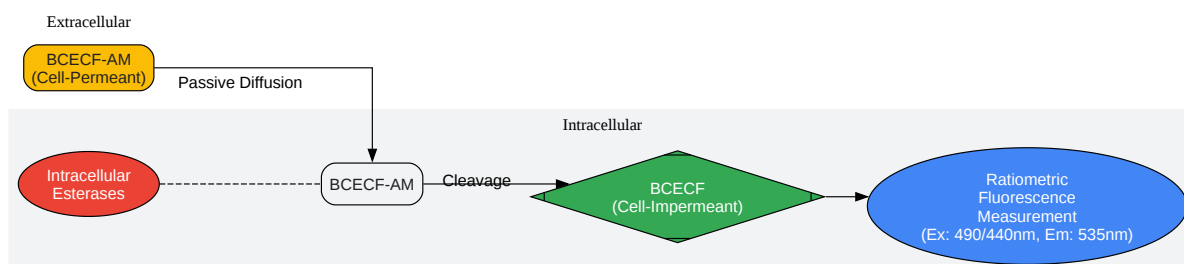 Extracellular
BCECF-AM
(Cell-Permeant)
Passive Diffusion
Intracellular
Intracellular
Esterases
BCECF-AM
Cleavage
BCECF
(Cell-Impermeant)
Ratiometric
Fluorescence
Measurement
(Ex: 490/440nm, Em: 535nm)